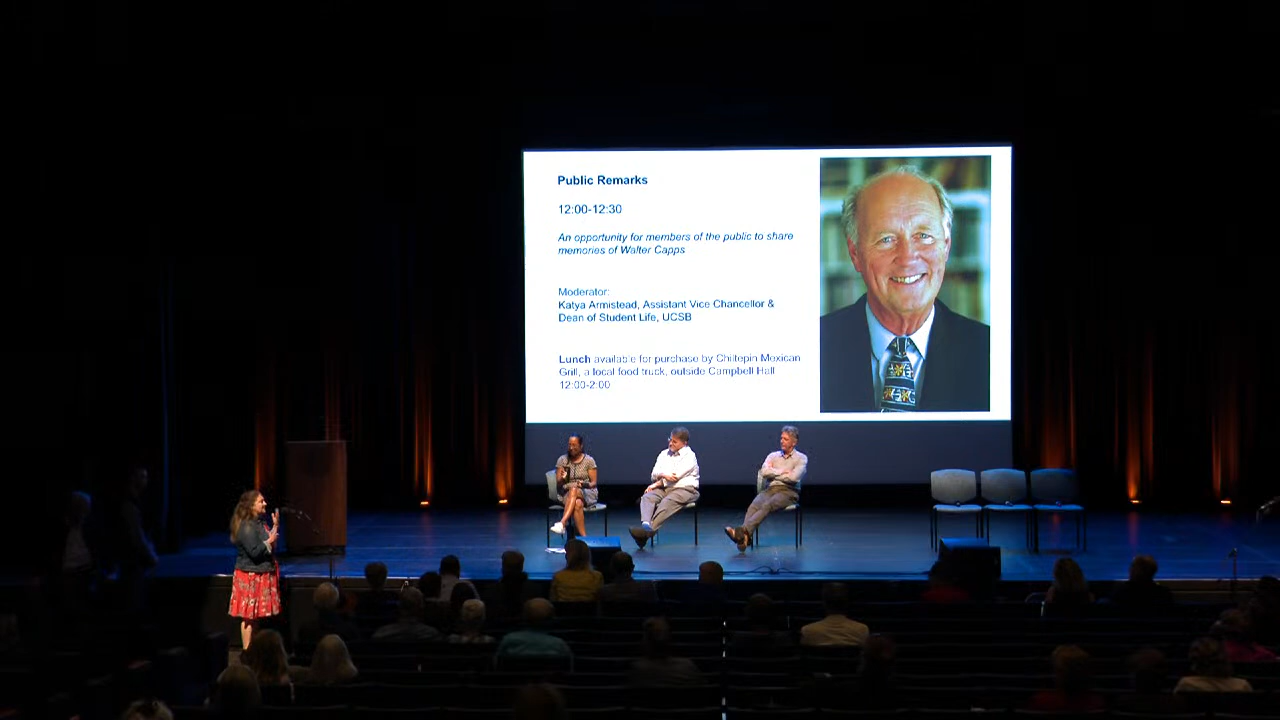 Public Remarks
12:00-12:30
An opportunity for members of the public to share
memories of Walter Capps
Moderator:
Katya Armistead, Assistant Vice Chancellor &
Dean of Student Life, UCSB
Lunch available for purchase by Chiltepin Mexican
Grill, a local food truck, outside Campbell Hall
12:00-2:00